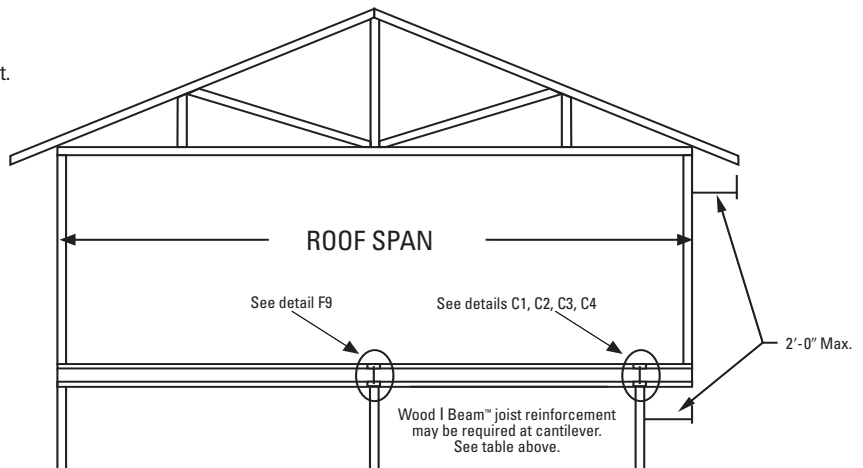 t.
ROOF SPAN
See detail F9
See details C1, C2, C3, C4
2′-0″ Max.
Wood I Beam™ joist reinforcement
may be required at cantilever.
See table above.